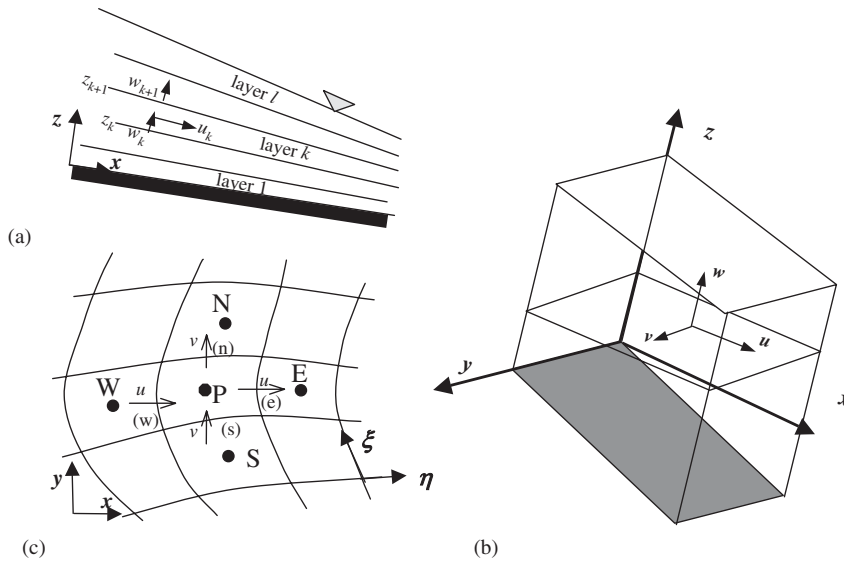 layer l
z_{k+1}
w_{k+1}
z
z_k
w_k
u_k
layer k
x
layer 1
(a)
z
w
v
u
y
x
(b)
N
v
(n)
W
u
P
u
E
(w)
(e)
v
(s)
S
ξ
y
x
η
(c)